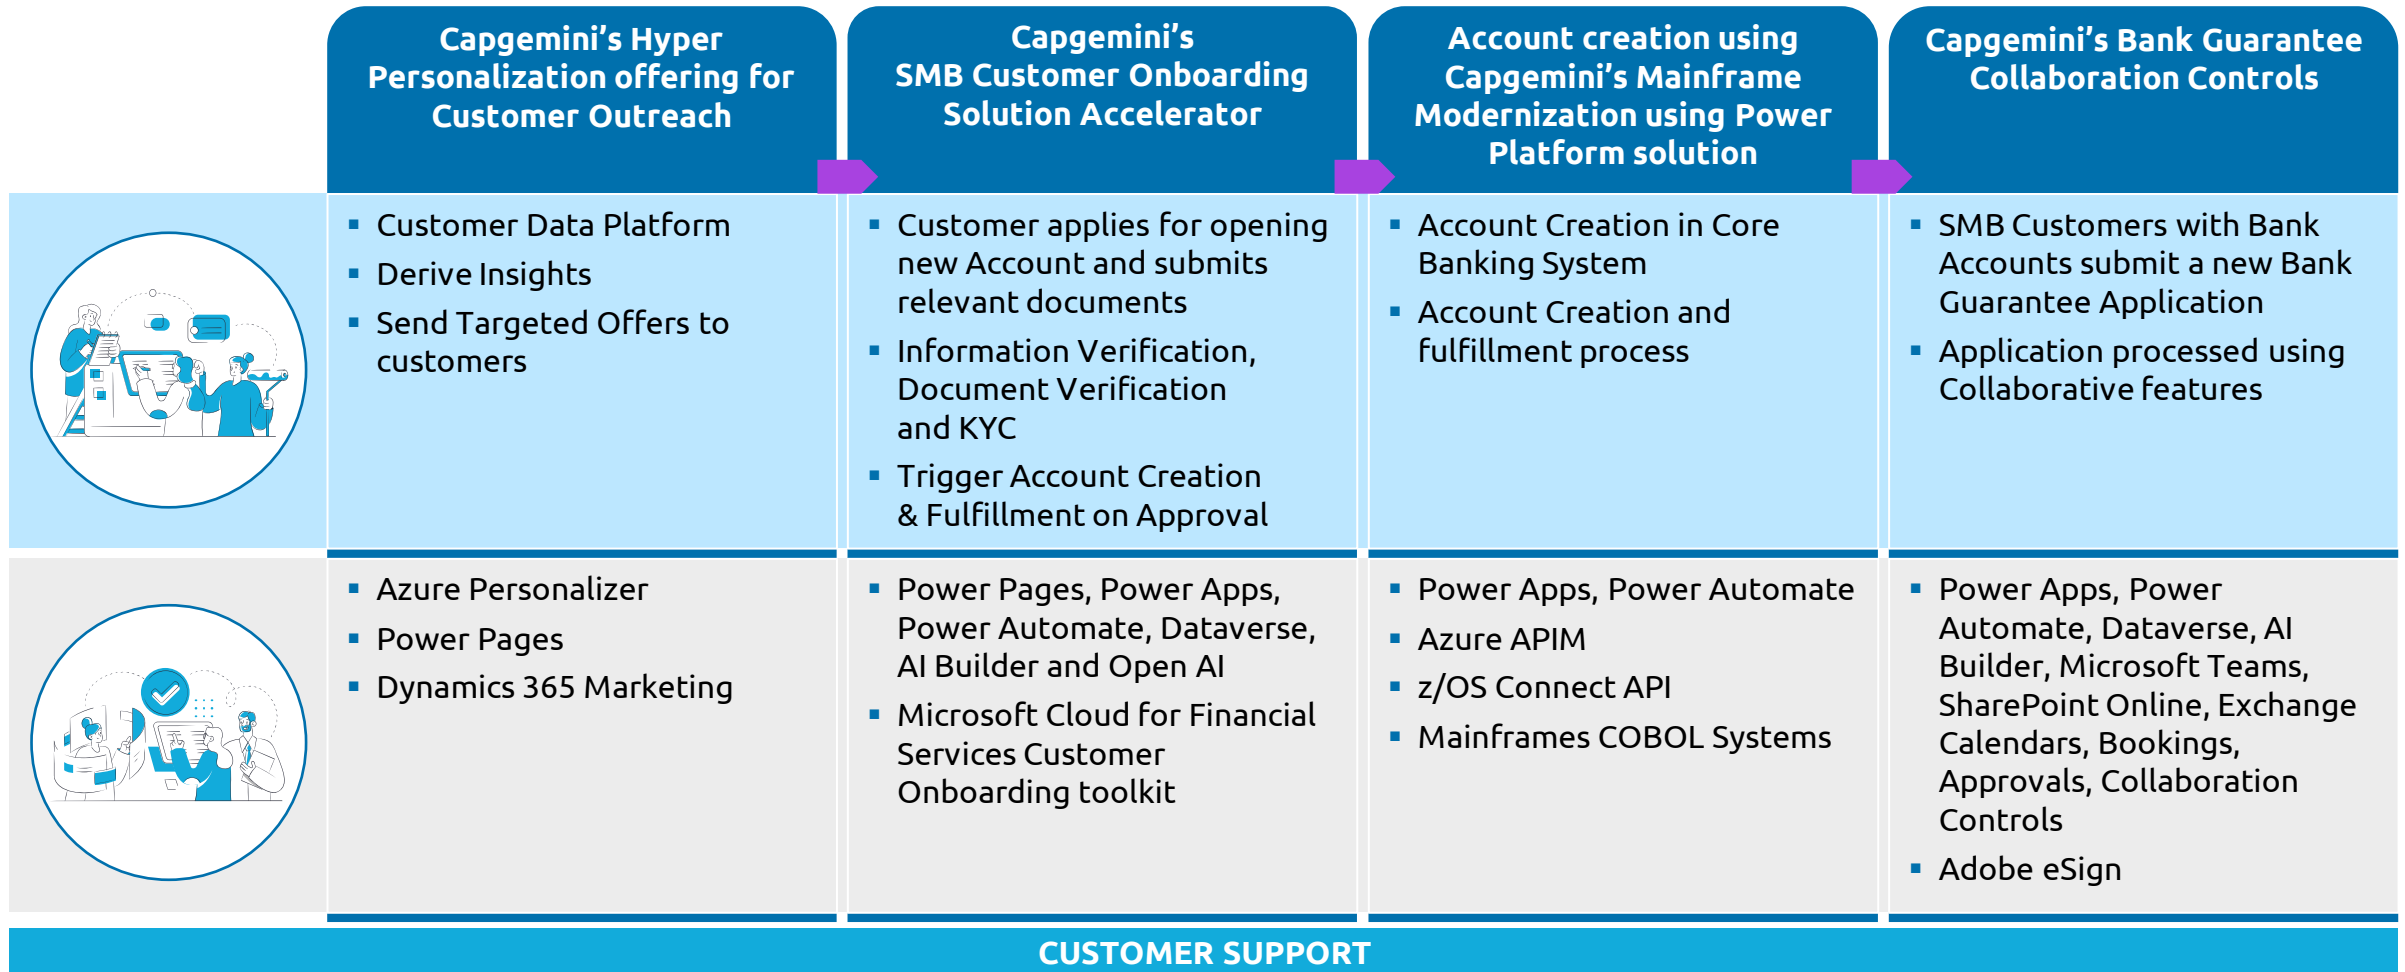 Capgemini’s Hyper
Personalization offering for
Customer Outreach
Capgemini’s
SMB Customer Onboarding
Solution Accelerator
Account creation using
Capgemini’s Mainframe
Modernization using Power
Platform solution
Capgemini’s Bank Guarantee
Collaboration Controls
▪ Customer Data Platform
▪ Derive Insights
▪ Send Targeted Offers to
customers
▪ Customer applies for opening
new Account and submits
relevant documents
▪ Information Verification,
Document Verification
and KYC
▪ Trigger Account Creation
& Fulfillment on Approval
▪ Account Creation in Core
Banking System
▪ Account Creation and
fulfillment process
▪ SMB Customers with Bank
Accounts submit a new Bank
Guarantee Application
▪ Application processed using
Collaborative features
▪ Azure Personalizer
▪ Power Pages
▪ Dynamics 365 Marketing
▪ Power Pages, Power Apps,
Power Automate, Dataverse,
AI Builder and Open AI
▪ Microsoft Cloud for Financial
Services Customer
Onboarding toolkit
▪ Power Apps, Power Automate
▪ Azure APIM
▪ z/OS Connect API
▪ Mainframes COBOL Systems
▪ Power Apps, Power
Automate, Dataverse, AI
Builder, Microsoft Teams,
SharePoint Online, Exchange
Calendars, Bookings,
Approvals, Collaboration
Controls
▪ Adobe eSign
CUSTOMER SUPPORT